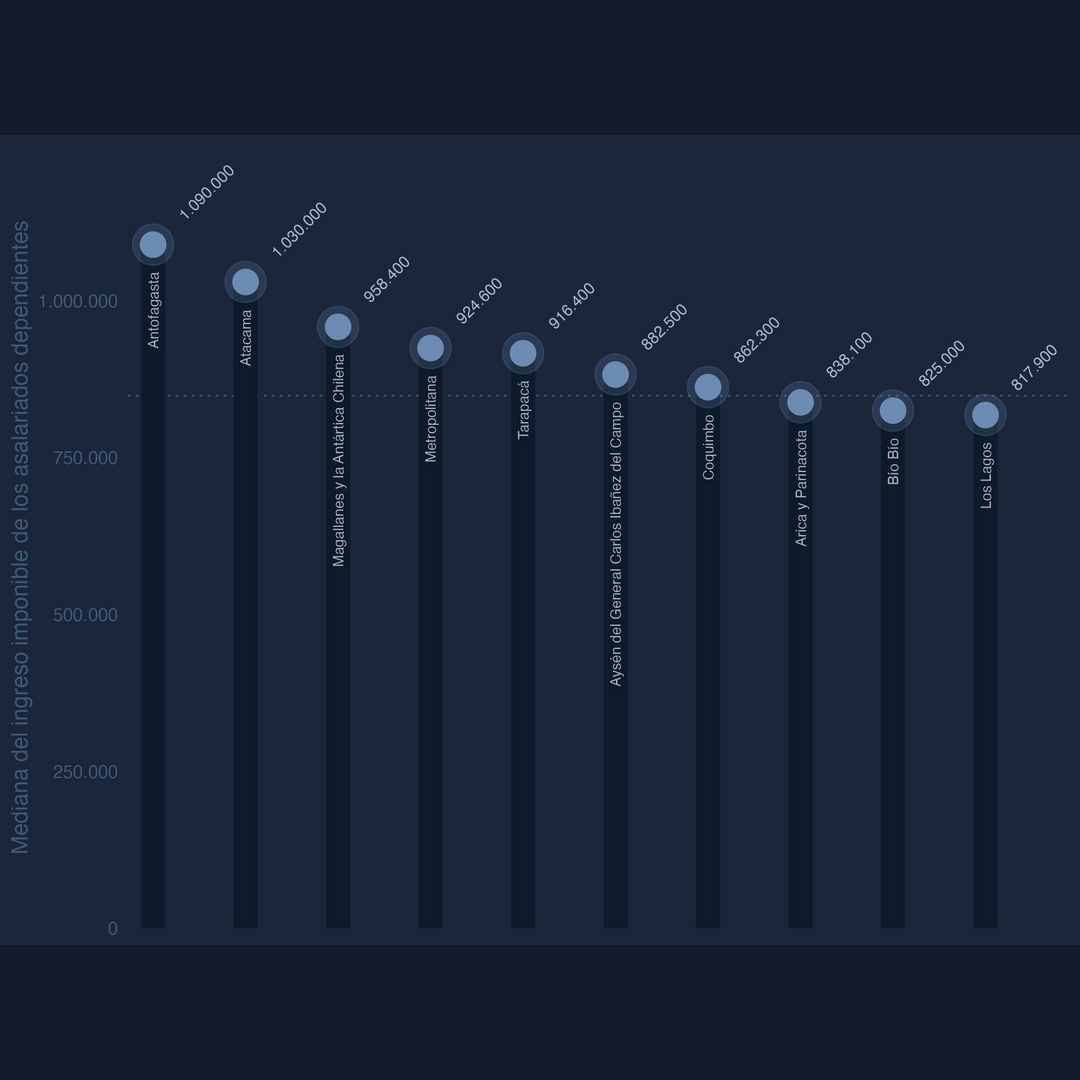 Mediana del ingreso imponible de los asalariados dependientes
1.000.000
750.000
500.000
250.000
0
1.090.000
1.030.000
958.400
924.600
916.400
882.500
862.300
838.100
825.000
817.900
Antofagasta
Atacama
Magallanes y la Antártica Chilena
Metropolitana
Tarapacá
Aysén del General Carlos Ibañez del Campo
Coquimbo
Arica y Parinacota
Bío Bío
Los Lagos